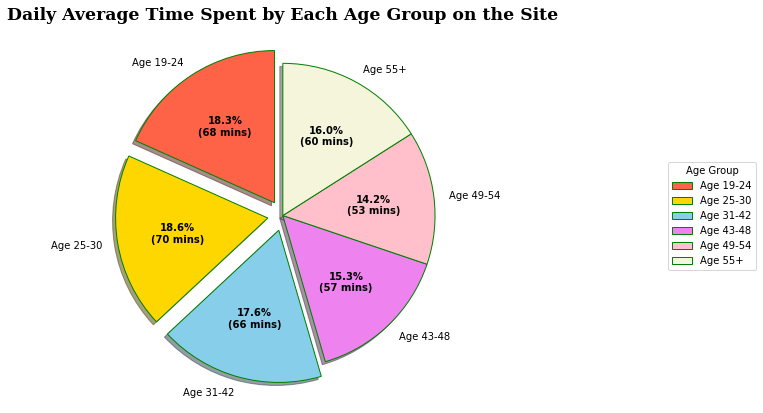 Daily Average Time Spent by Each Age Group on the Site
Age 19-24
18.3%
(68 mins)
Age 25-30
18.6%
(70 mins)
Age 31-42
17.6%
(66 mins)
Age 43-48
15.3%
(57 mins)
Age 49-54
14.2%
(53 mins)
Age 55+
16.0%
(60 mins)
Age Group
Age 19-24
Age 25-30
Age 31-42
Age 43-48
Age 49-54
Age 55+